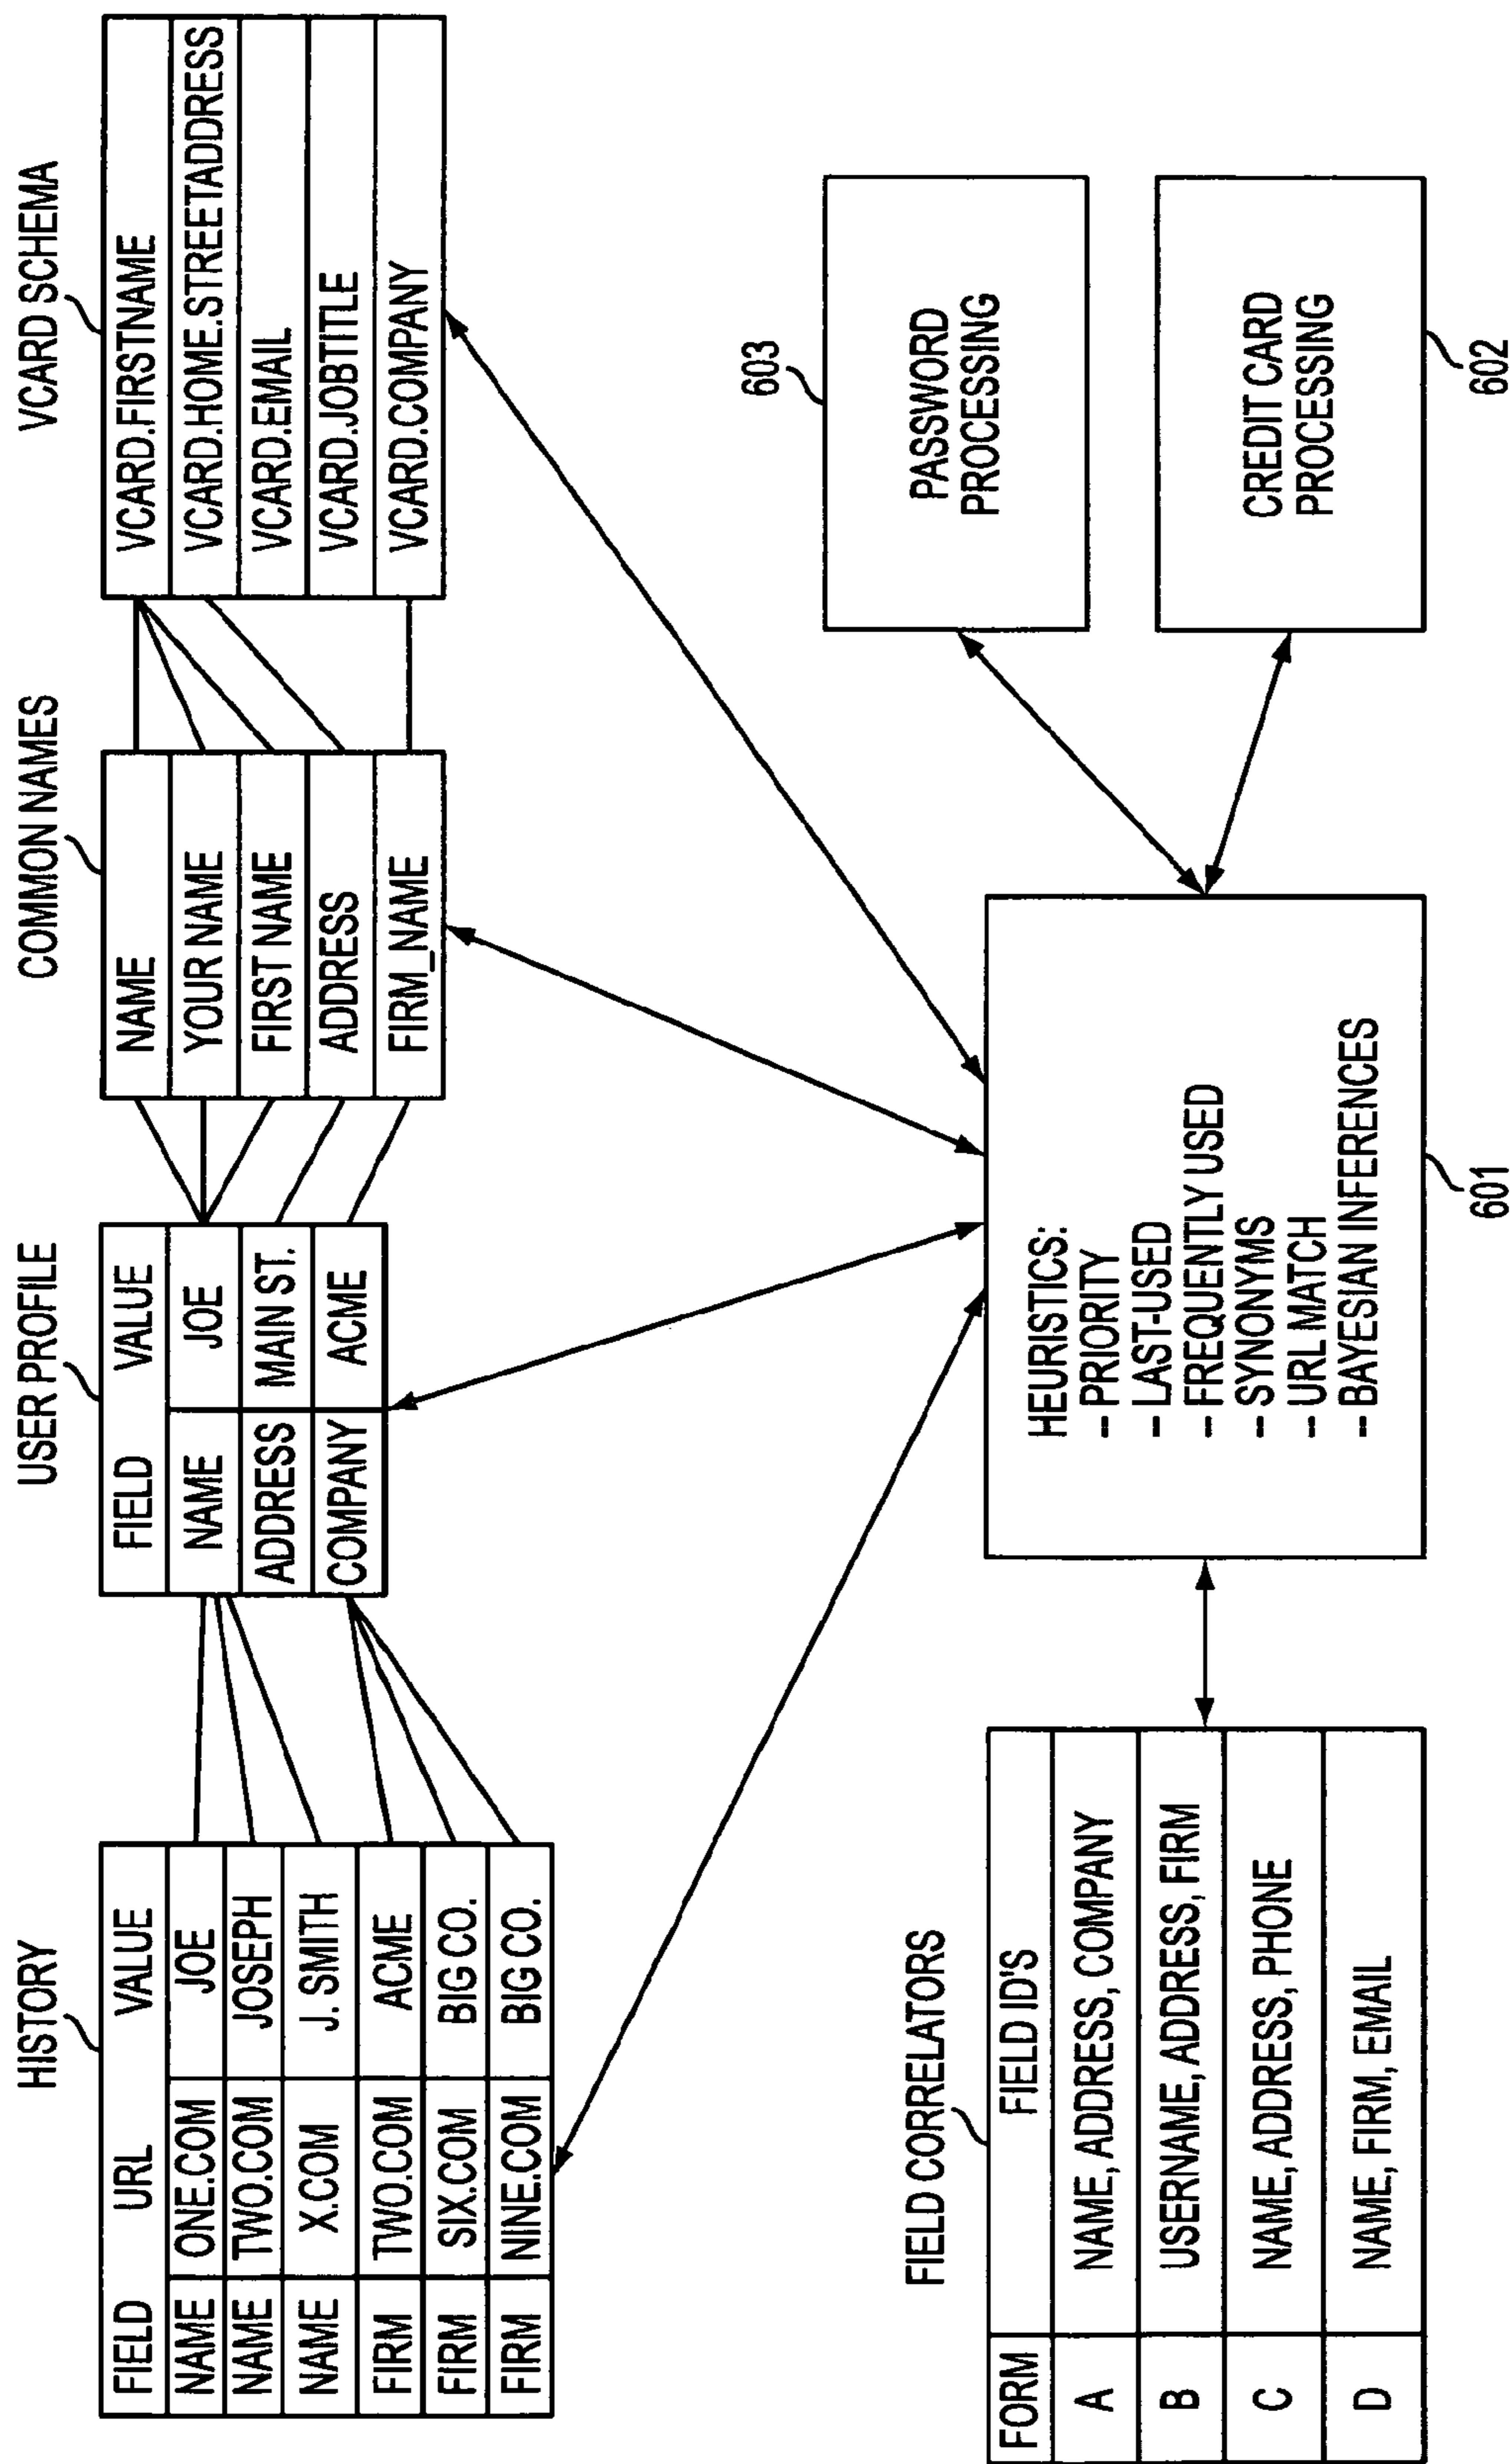 HISTORY
FIELD URL VALUE
NAME ONE.COM JOE
NAME TWO.COM JOSEPH
NAME X.COM J. SMITH
FIRM TWO.COM ACME
FIRM SIX.COM BIG CO.
FIRM NINE.COM BIG CO.
USER PROFILE
FIELD VALUE
NAME JOE
ADDRESS MAIN ST.
COMPANY ACME
COMMON NAMES
NAME
YOUR NAME
FIRST NAME
ADDRESS
FIRM_NAME
VCARD SCHEMA
VCARD.FIRSTNAME
VCARD.HOME.STREETADDRESS
VCARD.EMAIL
VCARD.JOBTITLE
VCARD.COMPANY
FIELD CORRELATORS
FORM FIELD ID'S
A NAME, ADDRESS, COMPANY
B USERNAME, ADDRESS, FIRM
C NAME, ADDRESS, PHONE
D NAME, FIRM, EMAIL
HEURISTICS:
-- PRIORITY
-- LAST-USED
-- FREQUENTLY USED
-- SYNONYMS
-- URL MATCH
-- BAYESIAN INFERENCES
601
603
PASSWORD
PROCESSING
CREDIT CARD
PROCESSING
602